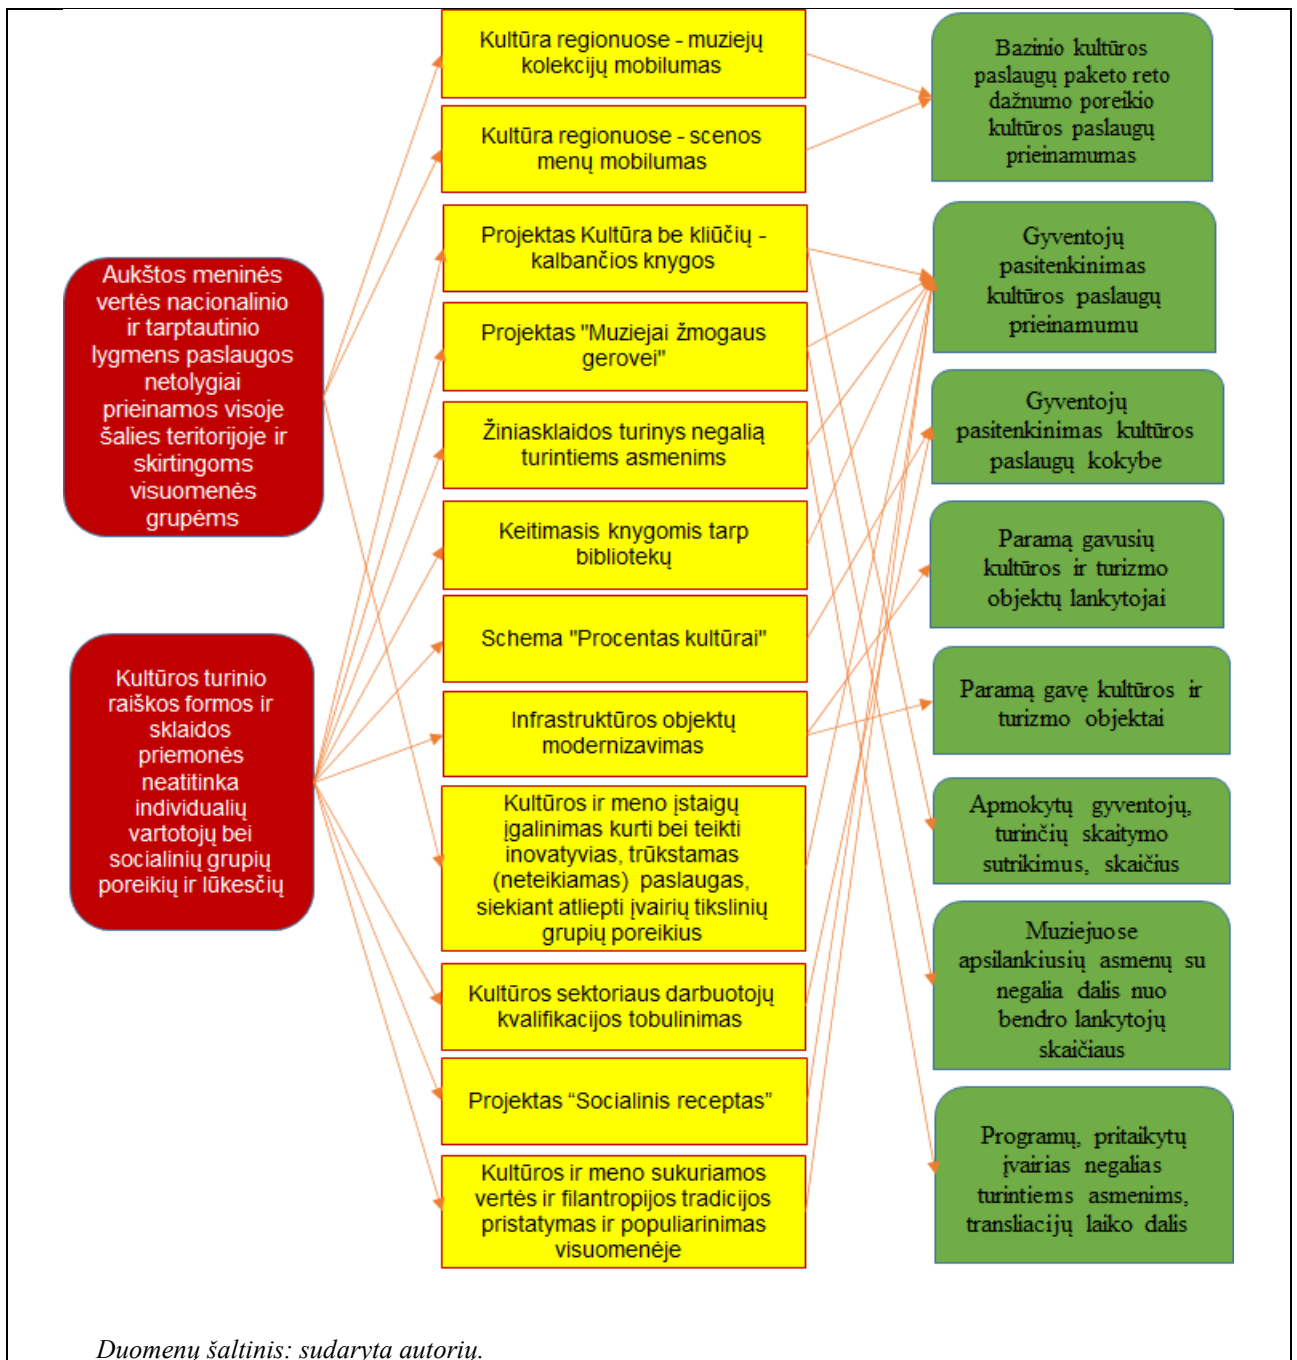 Aukštos meninės
vertės nacionalinio
ir tarptautinio
lygmens paslaugos
netolygiai
prieinamos visoje
šalies teritorijoje ir
skirtingoms
visuomenės
grupėms
Kultūros turinio
raiškos formos ir
sklaidos
priemonės
neatitinka
individualių
vartotojų bei
socialinių grupių
poreikių ir lūkesčių
Kultūra regionuose - muziejų
kolekcijų mobilumas
Kultūra regionuose - scenos
menų mobilumas
Projektas Kultūra be kliūčių -
kalbančios knygos
Projektas "Muziejai žmogaus
gerovei"
Žiniasklaidos turinys negalią
turintiems asmenims
Keitimasis knygomis tarp
bibliotekų
Schema "Procentas kultūrai"
Infrastruktūros objektų
modernizavimas
Kultūros ir meno įstaigų
įgalinimas kurti bei teikti
inovatyvias, trūkstamas
(neteikiamas) paslaugas,
siekiant atliepti įvairių tikslinių
grupių poreikius
Kultūros sektoriaus darbuotojų
kvalifikacijos tobulinimas
Projektas “Socialinis receptas”
Kultūros ir meno sukuriamos
vertės ir filantropijos tradicijos
pristatymas ir populiarinimas
visuomenėje
Bazinio kultūros
paslaugų paketo reto
dažnumo poreikio
kultūros paslaugų
prieinamumas
Gyventojų
pasitenkinimas
kultūros paslaugų
prieinamumu
Gyventojų
pasitenkinimas kultūros
paslaugų kokybe
Paramą gavusių
kultūros ir turizmo
objektų lankytojai
Paramą gavę kultūros ir
turizmo objektai
Apmokytų gyventojų,
turinčių skaitymo
sutrikimus, skaičius
Muziejuose
apsilankiusių asmenų su
negalia dalis nuo
bendro lankytojų
skaičiaus
Programų, pritaikytų
įvairias negalias
turintiems asmenims,
transliacijų laiko dalis
Duomenų šaltinis: sudaryta autorių.